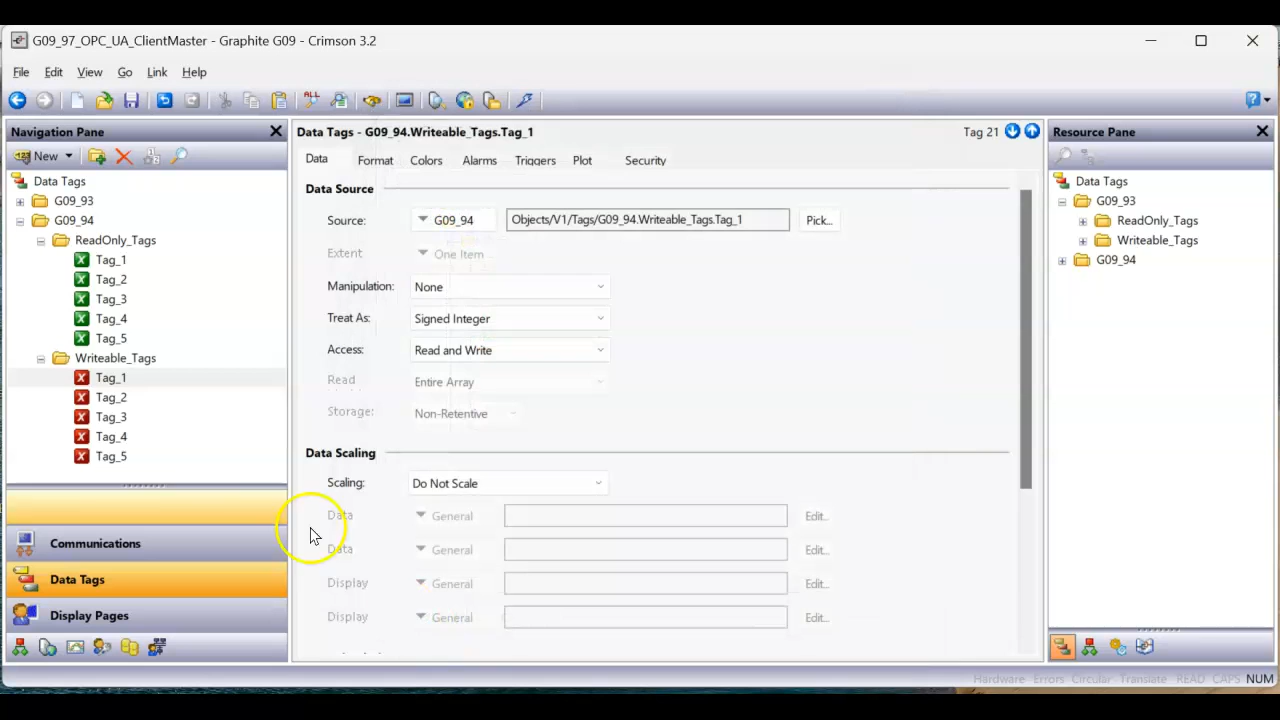 G09_97_OPC_UA_ClientMaster - Graphite G09 - Crimson 3.2
File Edit View Go Link Help
Navigation Pane
New
Data Tags
G09_93
G09_94
ReadOnly_Tags
Tag_1
Tag_2
Tag_3
Tag_4
Tag_5
Writeable_Tags
Tag_1
Tag_2
Tag_3
Tag_4
Tag_5
Communications
Data Tags
Display Pages
Data Tags - G09_94.Writeable_Tags.Tag_1 Tag 21
Data Format Colors Alarms Triggers Plot Security
Data Source
Source: G09_94 Objects/V1/Tags/G09_94.Writeable_Tags.Tag_1 Pick...
Extent One Item
Manipulation: None
Treat As: Signed Integer
Access: Read and Write
Read Entire Array
Storage: Non-Retentive
Data Scaling
Scaling: Do Not Scale
Data General Edit...
Data General Edit...
Display General Edit...
Display General Edit...
Resource Pane
Data Tags
G09_93
ReadOnly_Tags
Writeable_Tags
G09_94
Hardware Errors Circular Translate READ CAPS NUM